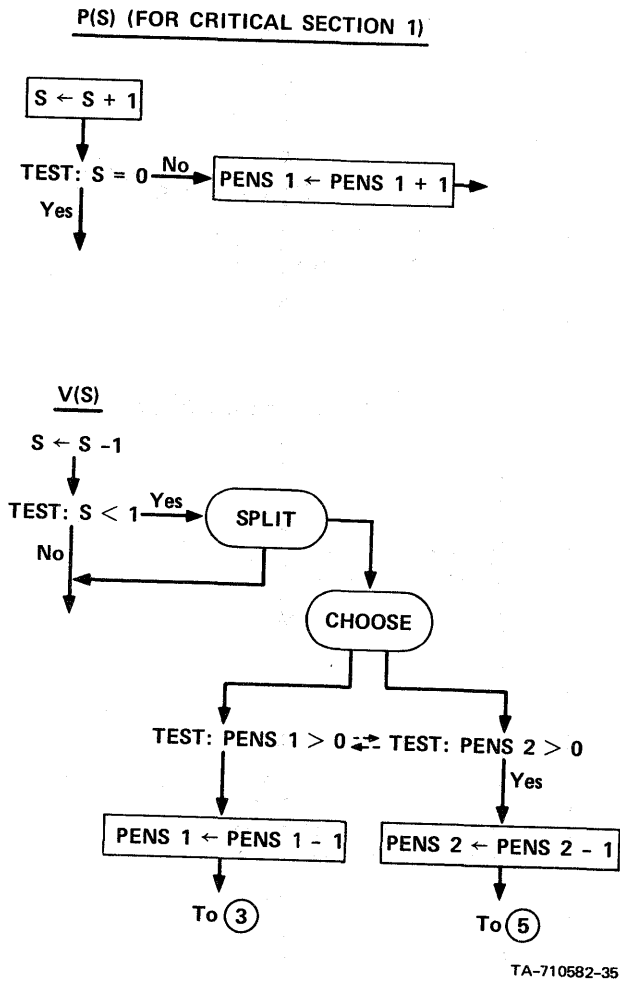 P(S) (FOR CRITICAL SECTION 1)
S ← S + 1
TEST: S = 0
No
PENS 1 ← PENS 1 + 1
Yes
V(S)
S ← S -1
TEST: S < 1
Yes
SPLIT
No
CHOOSE
TEST: PENS 1 > 0
TEST: PENS 2 > 0
Yes
PENS 1 ← PENS 1 - 1
PENS 2 ← PENS 2 - 1
To 3
To 5
TA-710582-35